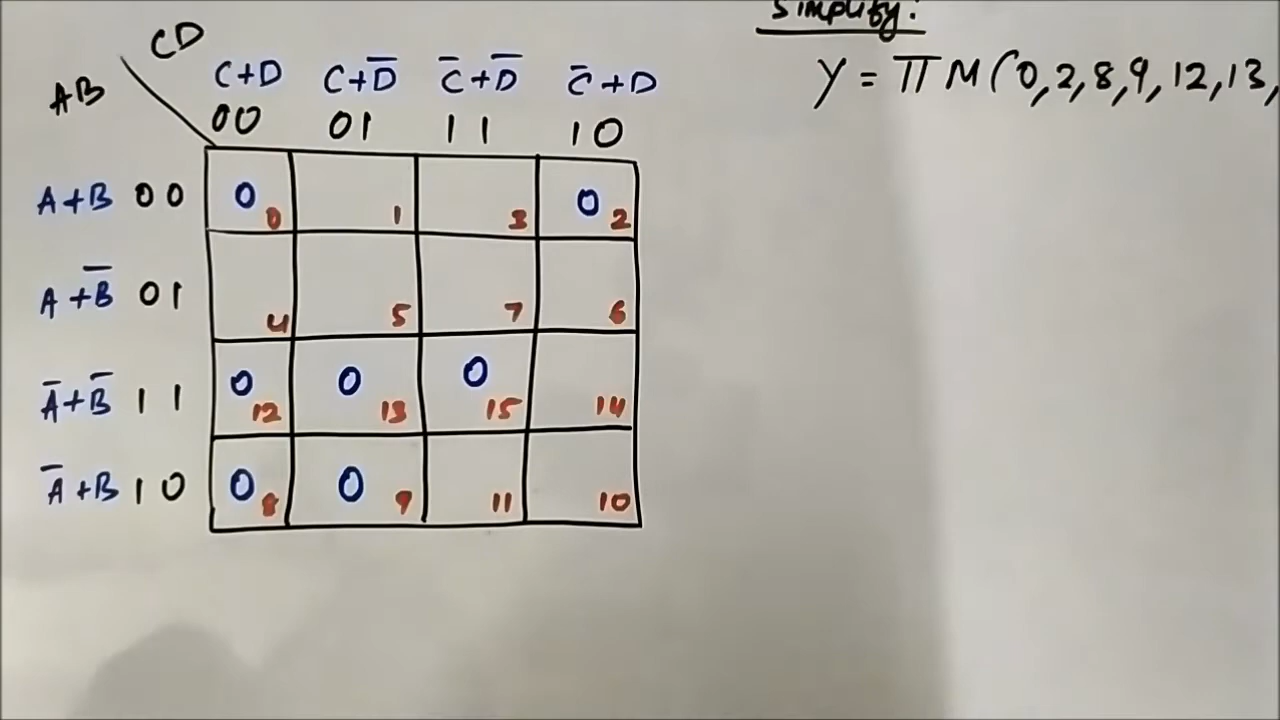 Simplify:
Y = Π M (0, 2, 8, 9, 12, 13,
CD
AB
C+D C+D̅ C̅+D̅ C̅+D
00 01 11 10
A+B 00 0 0 1 3 0 2
A+B̅ 01 4 5 7 6
A̅+B̅ 11 0 12 0 13 0 15 14
A̅+B 10 0 8 0 9 11 10